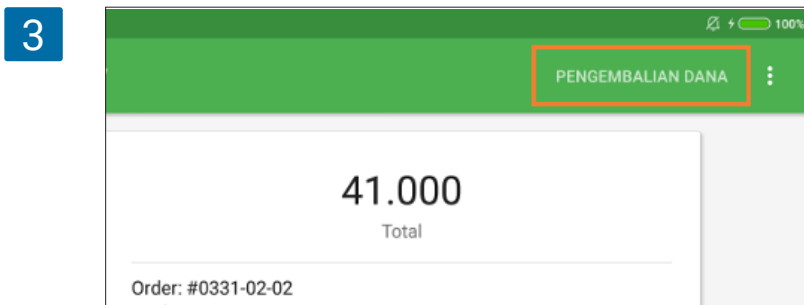 3
100%
PENGEMBALIAN DANA
41.000
Total
Order: #0331-02-02